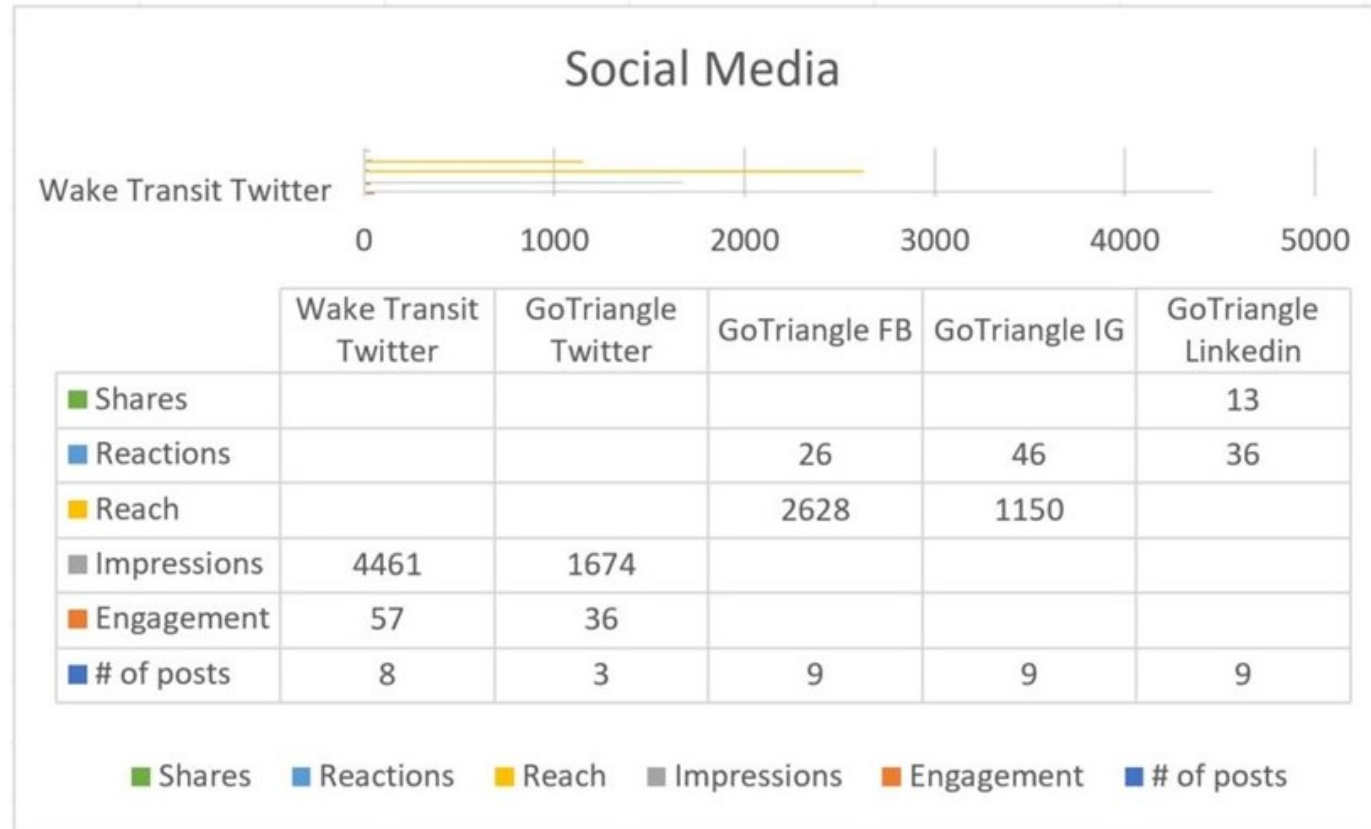 Social Media
Wake Transit Twitter
0 1000 2000 3000 4000 5000
Wake Transit Twitter GoTriangle Twitter GoTriangle FB GoTriangle IG GoTriangle Linkedin
Shares 13
Reactions 26 46 36
Reach 2628 1150
Impressions 4461 1674
Engagement 57 36
# of posts 8 3 9 9 9
Shares Reactions Reach Impressions Engagement # of posts